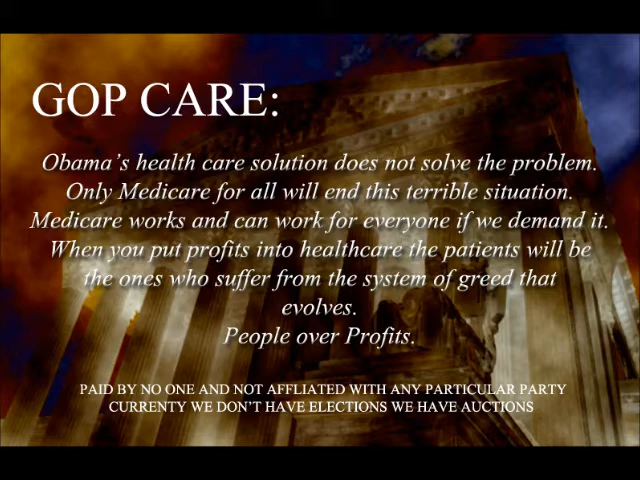 GOP CARE:
Obama's health care solution does not solve the problem.
Only Medicare for all will end this terrible situation.
Medicare works and can work for everyone if we demand it.
When you put profits into healthcare the patients will be
the ones who suffer from the system of greed that
evolves.
People over Profits.
PAID BY NO ONE AND NOT AFFLIATED WITH ANY PARTICULAR PARTY
CURRENTY WE DON'T HAVE ELECTIONS WE HAVE AUCTIONS